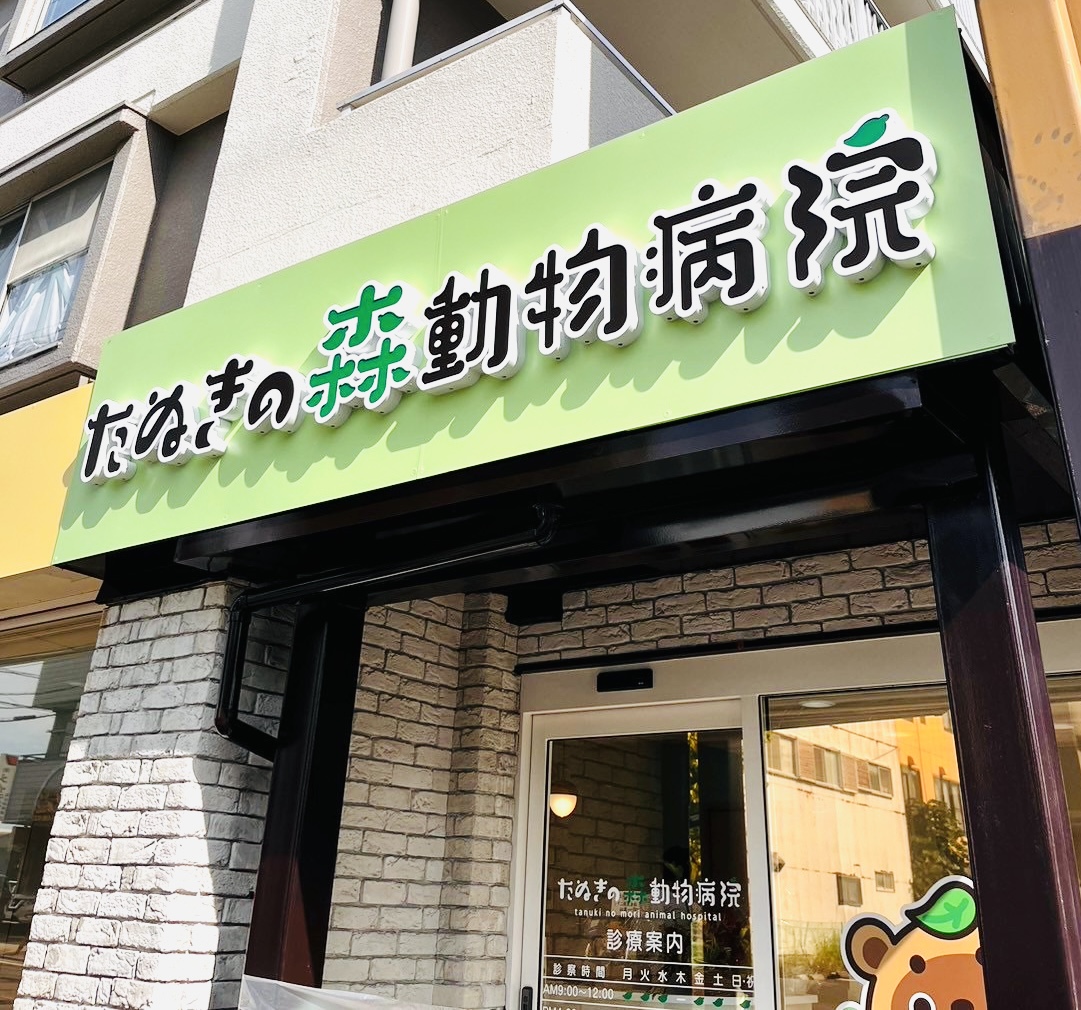 たぬきの森動物病院
たぬきの森動物病院
tanuki no mori animal hospital
診療案内
診察時間 月 火 水 木 金 土 日・祝
AM9:00~12:00